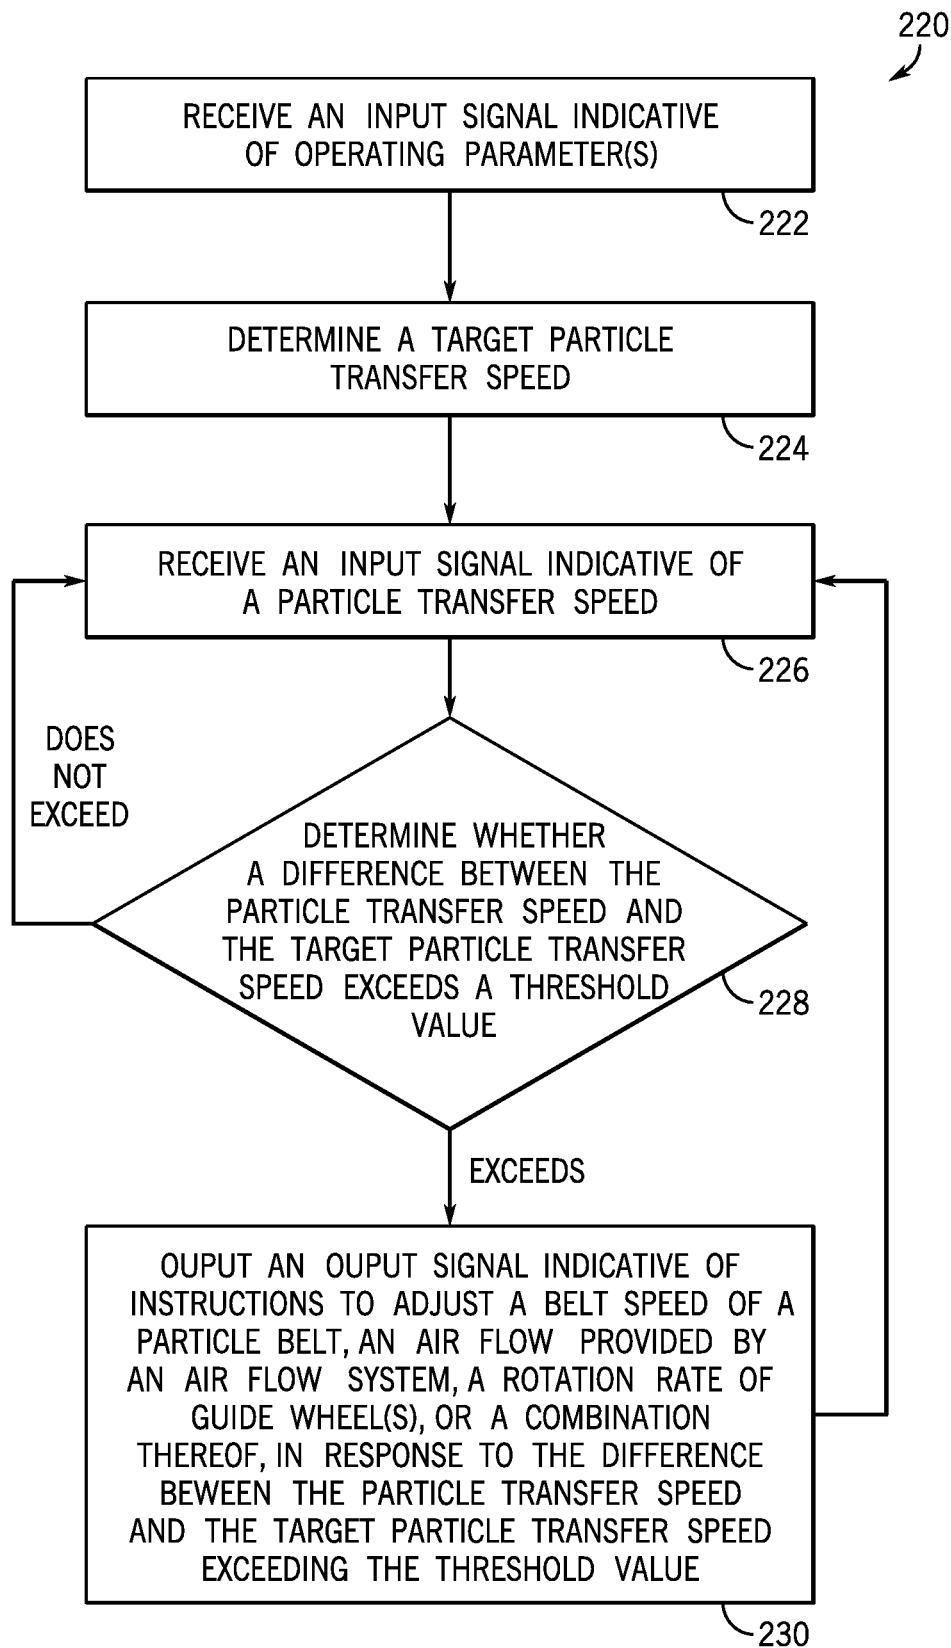 220
RECEIVE AN INPUT SIGNAL INDICATIVE
OF OPERATING PARAMETER(S)
222
DETERMINE A TARGET PARTICLE
TRANSFER SPEED
224
RECEIVE AN INPUT SIGNAL INDICATIVE OF
A PARTICLE TRANSFER SPEED
226
DOES
NOT
EXCEED
DETERMINE WHETHER
A DIFFERENCE BETWEEN THE
PARTICLE TRANSFER SPEED AND
THE TARGET PARTICLE TRANSFER
SPEED EXCEEDS A THRESHOLD
VALUE
228
EXCEEDS
OUPUT AN OUPUT SIGNAL INDICATIVE OF
INSTRUCTIONS TO ADJUST A BELT SPEED OF A
PARTICLE BELT, AN AIR FLOW PROVIDED BY
AN AIR FLOW SYSTEM, A ROTATION RATE OF
GUIDE WHEEL(S), OR A COMBINATION
THEREOF, IN RESPONSE TO THE DIFFERENCE
BEWEEN THE PARTICLE TRANSFER SPEED
AND THE TARGET PARTICLE TRANSFER SPEED
EXCEEDING THE THRESHOLD VALUE
230